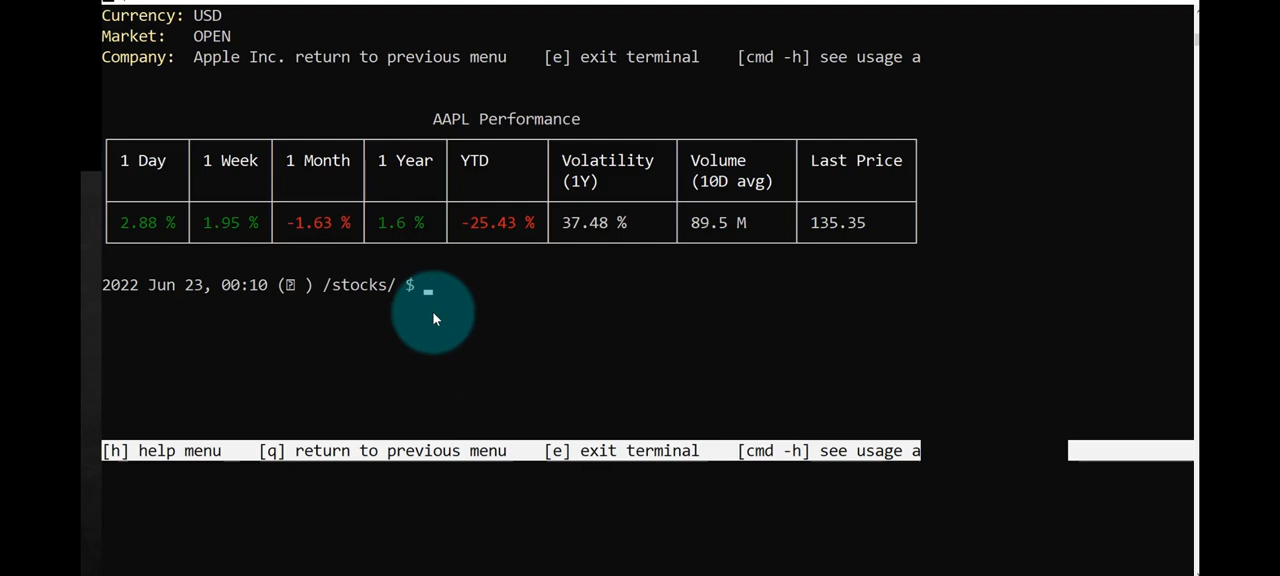 Currency: USD
Market: OPEN
Company: Apple Inc. return to previous menu [e] exit terminal [cmd -h] see usage a
AAPL Performance
1 Day 1 Week 1 Month 1 Year YTD Volatility (1Y) Volume (10D avg) Last Price
2.88 % 1.95 % -1.63 % 1.6 % -25.43 % 37.48 % 89.5 M 135.35
2022 Jun 23, 00:10 ( ) /stocks/ $
[h] help menu [q] return to previous menu [e] exit terminal [cmd -h] see usage a